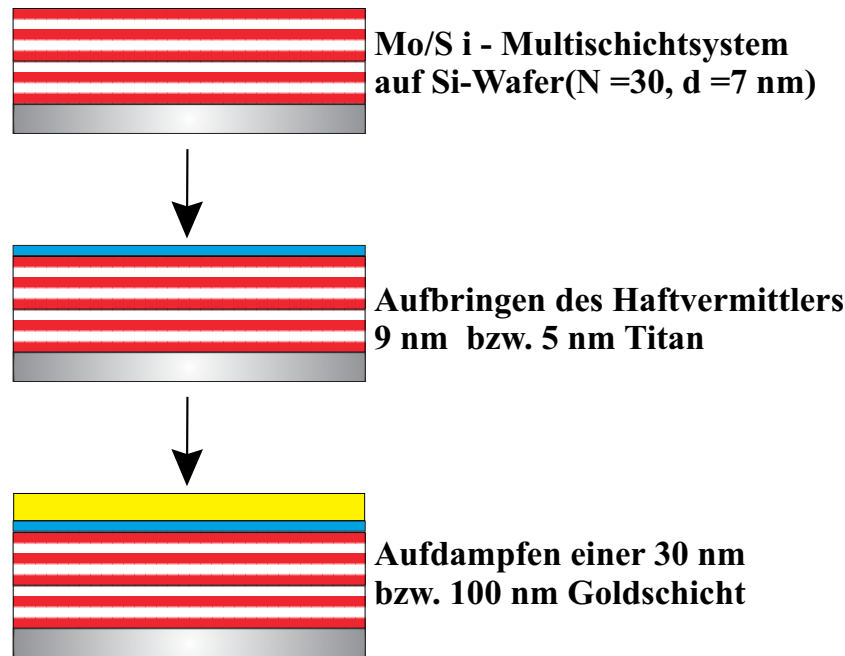 Mo/S i - Multischichtsystem
auf Si-Wafer(N =30, d =7 nm)
Aufbringen des Haftvermittlers
9 nm  bzw. 5 nm Titan
Aufdampfen einer 30 nm
bzw. 100 nm Goldschicht